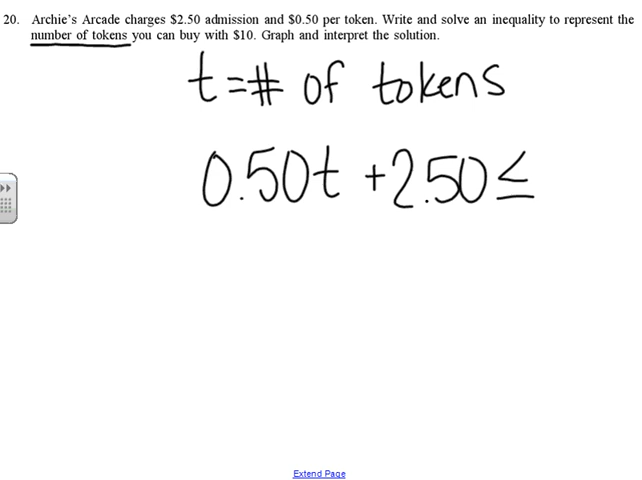 20. Archie's Arcade charges $2.50 admission and $0.50 per token. Write and solve an inequality to represent the
number of tokens you can buy with $10. Graph and interpret the solution.
t = # of tokens
0.50t + 2.50 ≤
Extend Page